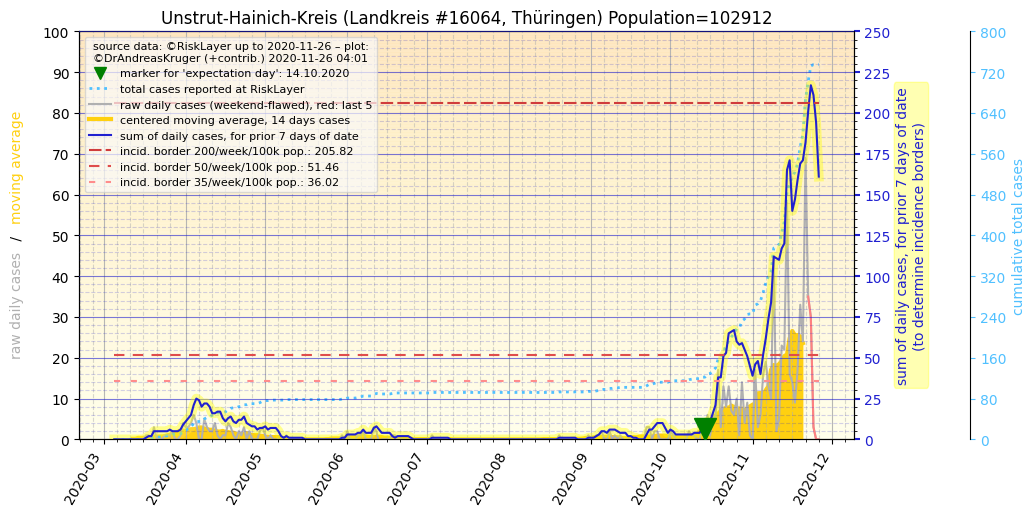 Unstrut-Hainich-Kreis (Landkreis #16064, Thüringen) Population=102912
source data: ©RiskLayer up to 2020-11-26 – plot:
©DrAndreasKruger (+contrib.) 2020-11-26 04:01
marker for 'expectation day': 14.10.2020
total cases reported at RiskLayer
raw daily cases (weekend-flawed), red: last 5
centered moving average, 14 days cases
sum of daily cases, for prior 7 days of date
incid. border 200/week/100k pop.: 205.82
incid. border 50/week/100k pop.: 51.46
incid. border 35/week/100k pop.: 36.02
raw daily cases / moving average
100
90
80
70
60
50
40
30
20
10
0
2020-03
2020-04
2020-05
2020-06
2020-07
2020-08
2020-09
2020-10
2020-11
2020-12
250
225
200
175
150
125
100
75
50
25
0
sum of daily cases, for prior 7 days of date
(to determine incidence borders)
800
720
640
560
480
400
320
240
160
80
0
cumulative total cases